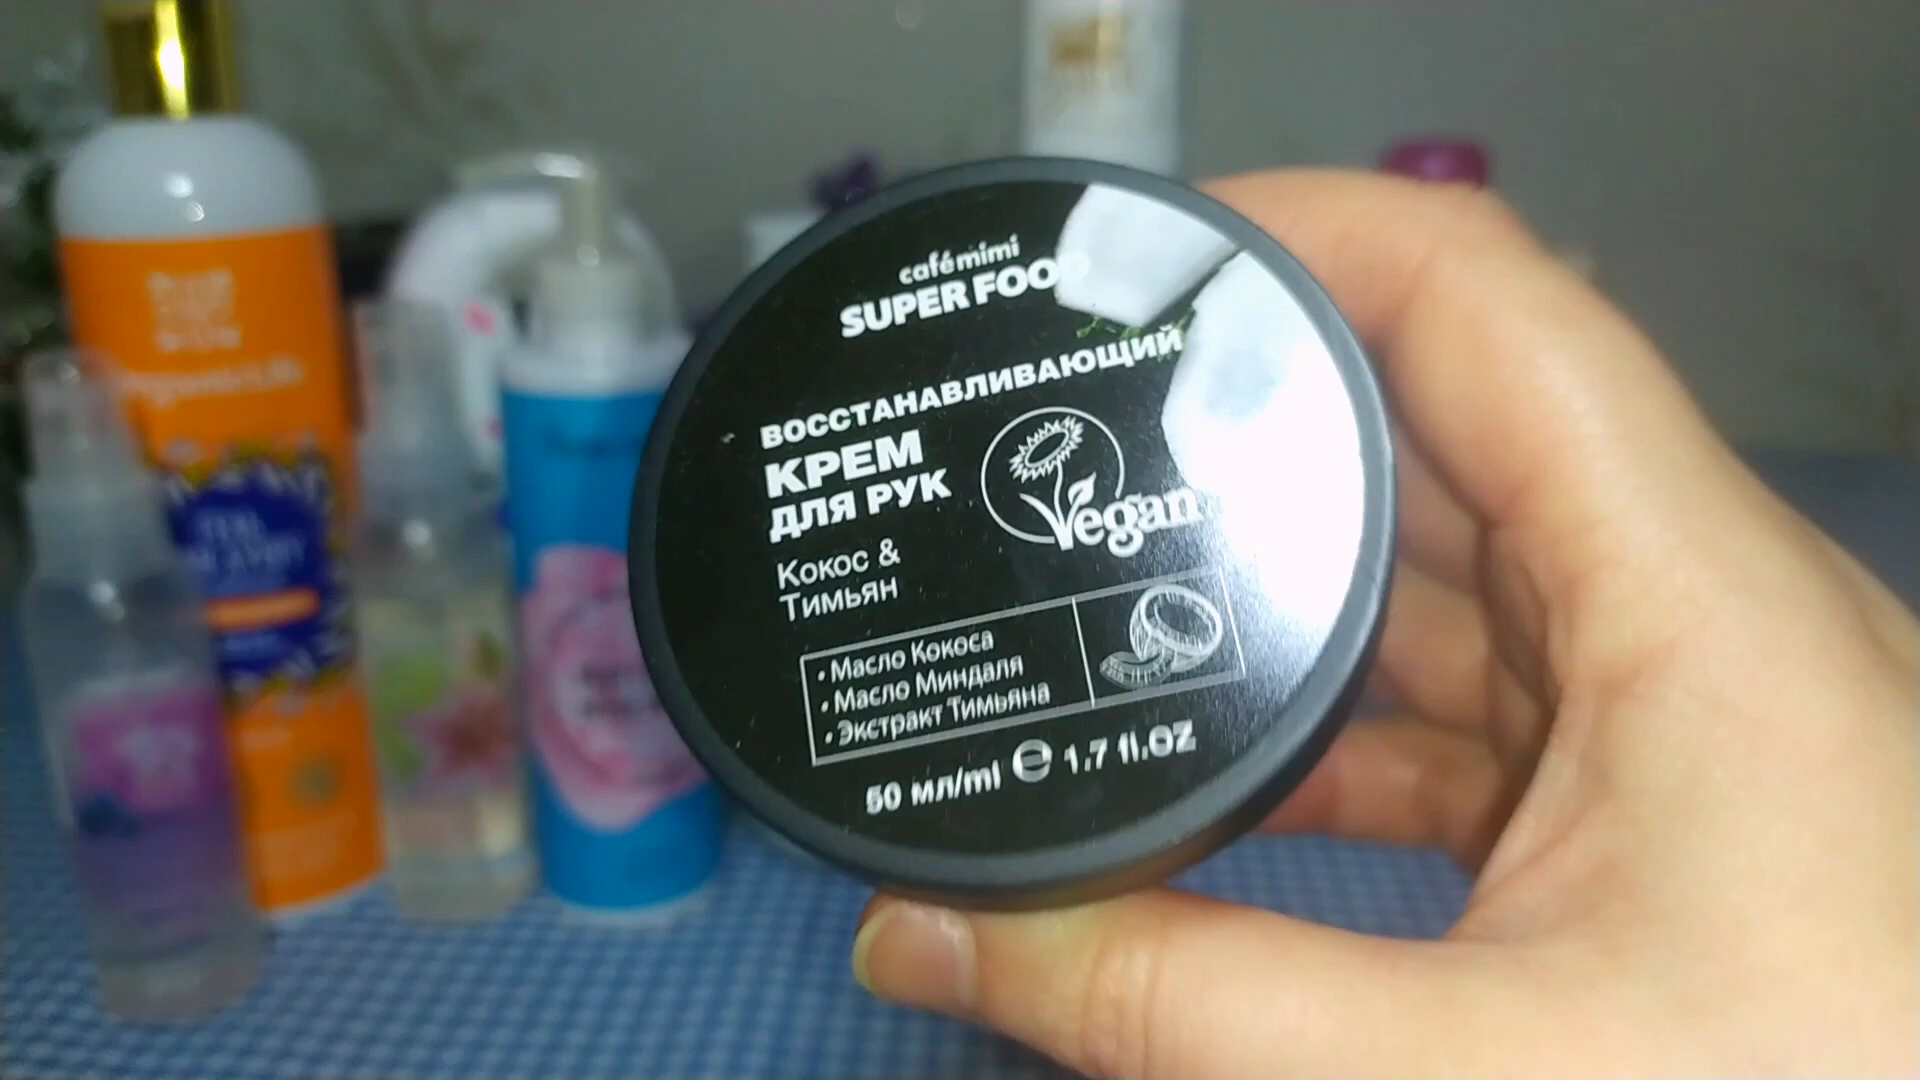 café mimi
SUPER FOOD
ВОССТАНАВЛИВАЮЩИЙ
КРЕМ
ДЛЯ РУК
Vegan
Кокос &
Тимьян
• Масло Кокоса
• Масло Миндаля
• Экстракт Тимьяна
50 мл/ml ℮ 1.7 fl.oz